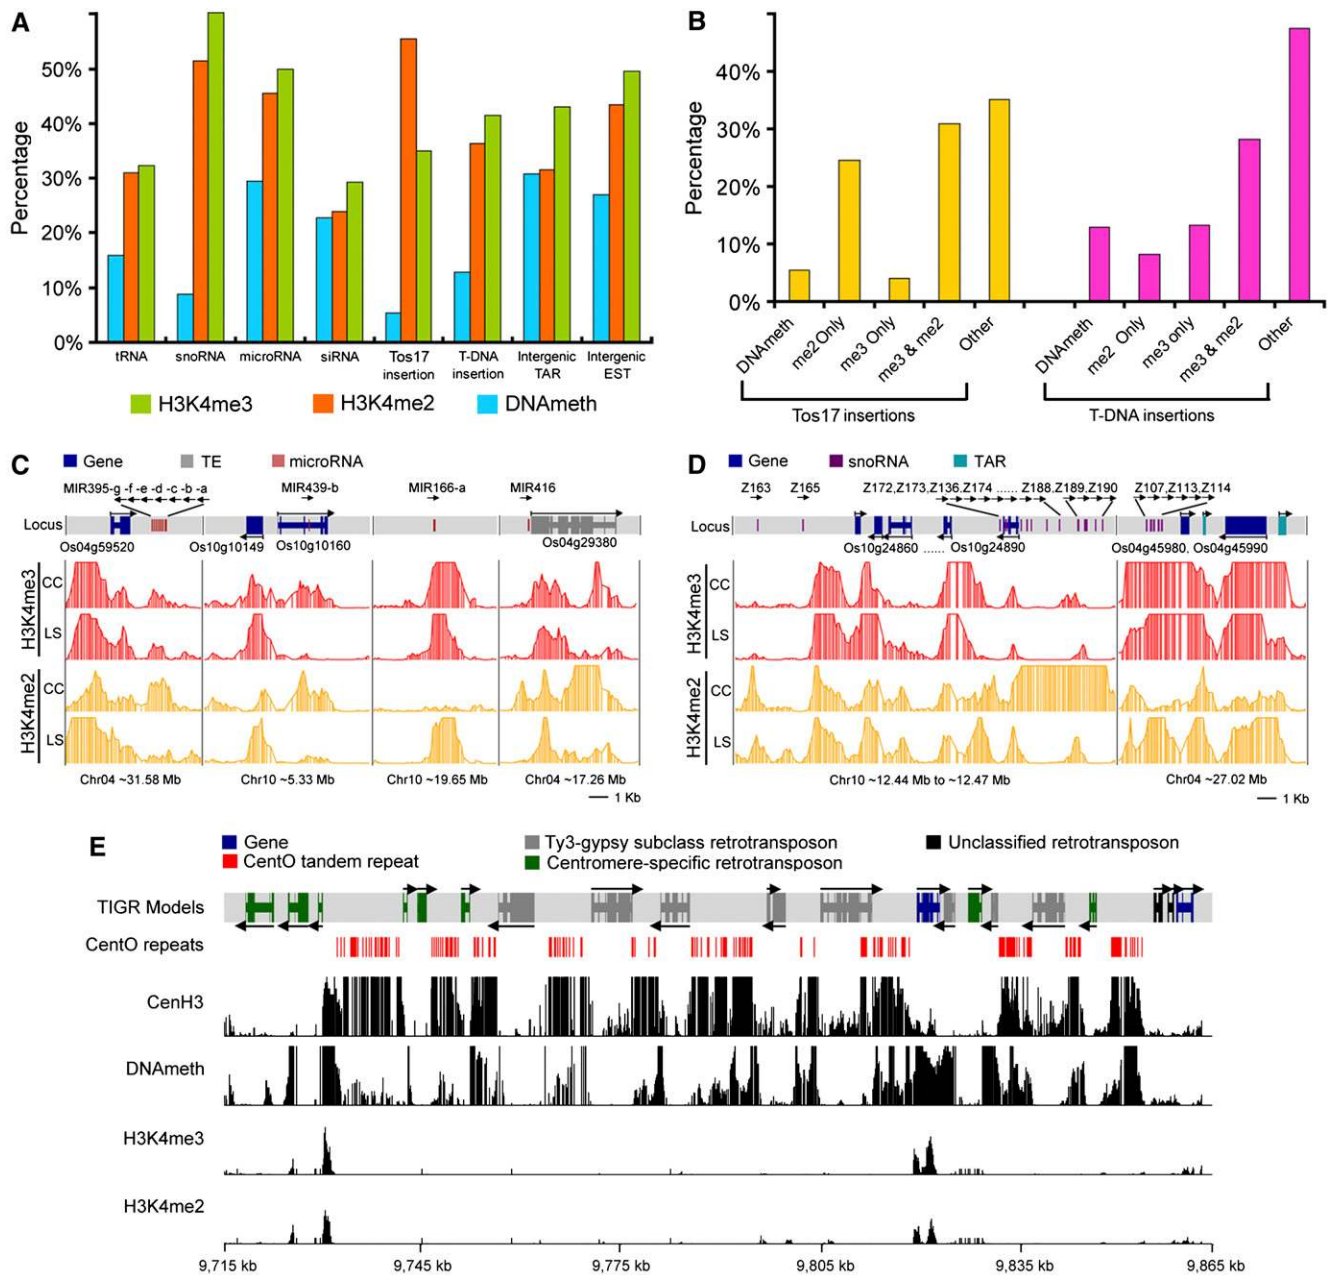 A
Percentage
50%
40%
30%
20%
10%
0%
tRNA
snoRNA
microRNA
siRNA
Tos17 insertion
T-DNA insertion
Intergenic TAR
Intergenic EST
H3K4me3
H3K4me2
DNAmeth
B
Percentage
40%
30%
20%
10%
0%
DNAmeth
me2 Only
me3 Only
me3 & me2
Other
DNAmeth
me2 Only
me3 only
me3 & me2
Other
Tos17 insertions
T-DNA insertions
C
Gene
TE
microRNA
MIR395-g -f -e -d -c -b -a
MIR439-b
MIR166-a
MIR416
Locus
Os04g59520
Os10g10149
Os10g10160
Os04g29380
H3K4me3
CC
LS
H3K4me2
CC
LS
Chr04 ~31.58 Mb
Chr10 ~5.33 Mb
Chr10 ~19.65 Mb
Chr04 ~17.26 Mb
1 Kb
D
Gene
snoRNA
TAR
Z163
Z165
Z172,Z173,Z136,Z174 ...... Z188,Z189,Z190
Z107,Z113,Z114
Locus
Os10g24860 ...... Os10g24890
Os04g45980, Os04g45990
H3K4me3
CC
LS
H3K4me2
CC
LS
Chr10 ~12.44 Mb to ~12.47 Mb
Chr04 ~27.02 Mb
1 Kb
E
Gene
CentO tandem repeat
Ty3-gypsy subclass retrotransposon
Centromere-specific retrotransposon
Unclassified retrotransposon
TIGR Models
CentO repeats
CenH3
DNAmeth
H3K4me3
H3K4me2
9,715 kb
9,745 kb
9,775 kb
9,805 kb
9,835 kb
9,865 kb